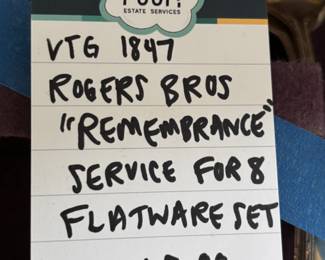 ESTATE SERVICES
VTG 1847
ROGERS BROS
"REMEMBRANCE"
SERVICE FOR 8
FLATWARE SET